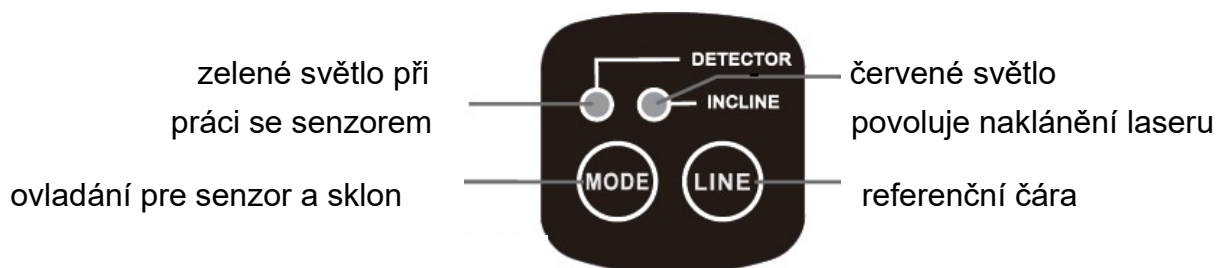 zelené světlo při
práci se senzorem
ovladání pre senzor a sklon
DETECTOR
INCLINE
MODE
LINE
červené světlo
povoluje naklánění laseru
referenční čára